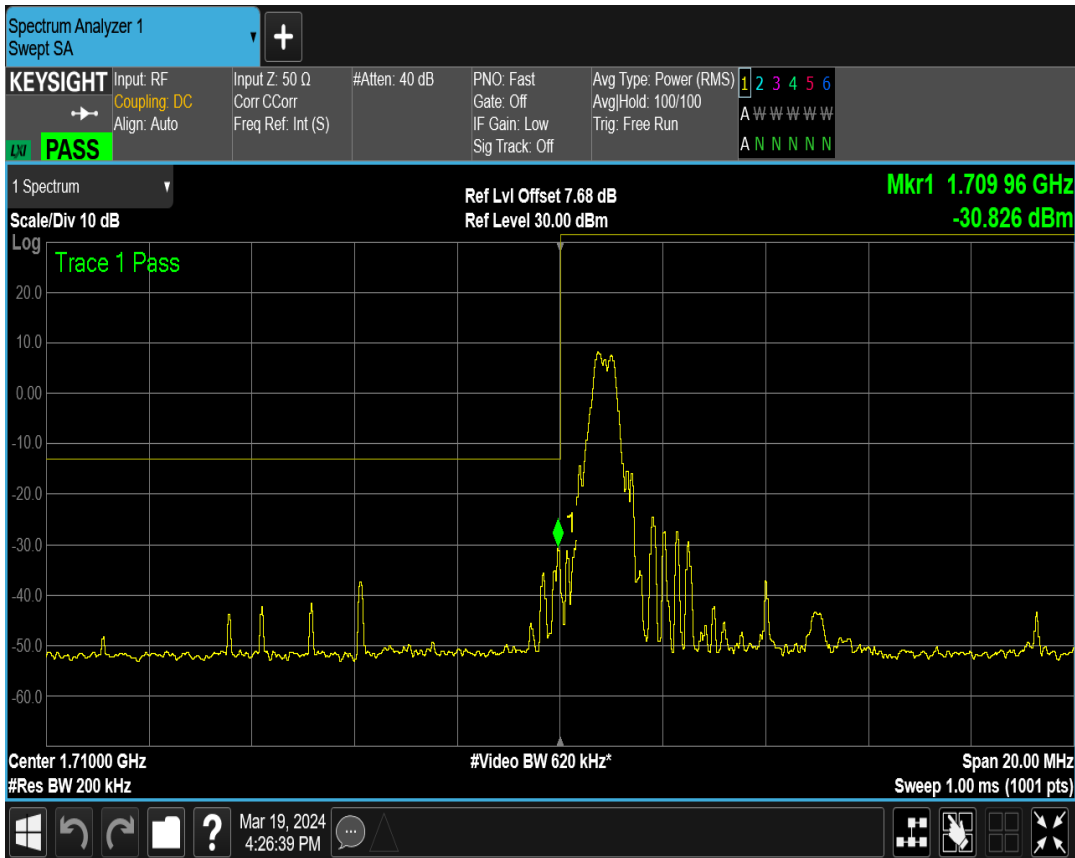 Spectrum Analyzer 1
Swept SA
+
KEYSIGHT
LXI PASS
Input: RF
Coupling: DC
Align: Auto
Input Z: 50 Ω
Corr CCorr
Freq Ref: Int (S)
#Atten: 40 dB
PNO: Fast
Gate: Off
IF Gain: Low
Sig Track: Off
Avg Type: Power (RMS)
Avg|Hold: 100/100
Trig: Free Run
1 2 3 4 5 6
A W W W W W
A N N N N N
1 Spectrum
Scale/Div 10 dB
Ref Lvl Offset 7.68 dB
Ref Level 30.00 dBm
Mkr1 1.709 96 GHz
-30.826 dBm
Log
Trace 1 Pass
20.0
10.0
0.00
-10.0
-20.0
1
-30.0
-40.0
-50.0
-60.0
Center 1.71000 GHz
#Res BW 200 kHz
#Video BW 620 kHz*
Span 20.00 MHz
Sweep 1.00 ms (1001 pts)
?
Mar 19, 2024
4:26:39 PM